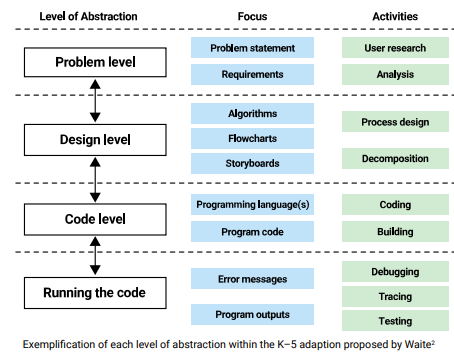 Level of Abstraction Focus Activities
Problem level
Problem statement
Requirements
User research
Analysis
Design level
Algorithms
Flowcharts
Storyboards
Process design
Decomposition
Code level
Programming language(s)
Program code
Coding
Building
Running the code
Error messages
Program outputs
Debugging
Tracing
Testing
Exemplification of each level of abstraction within the K–5 adaption proposed by Waite²